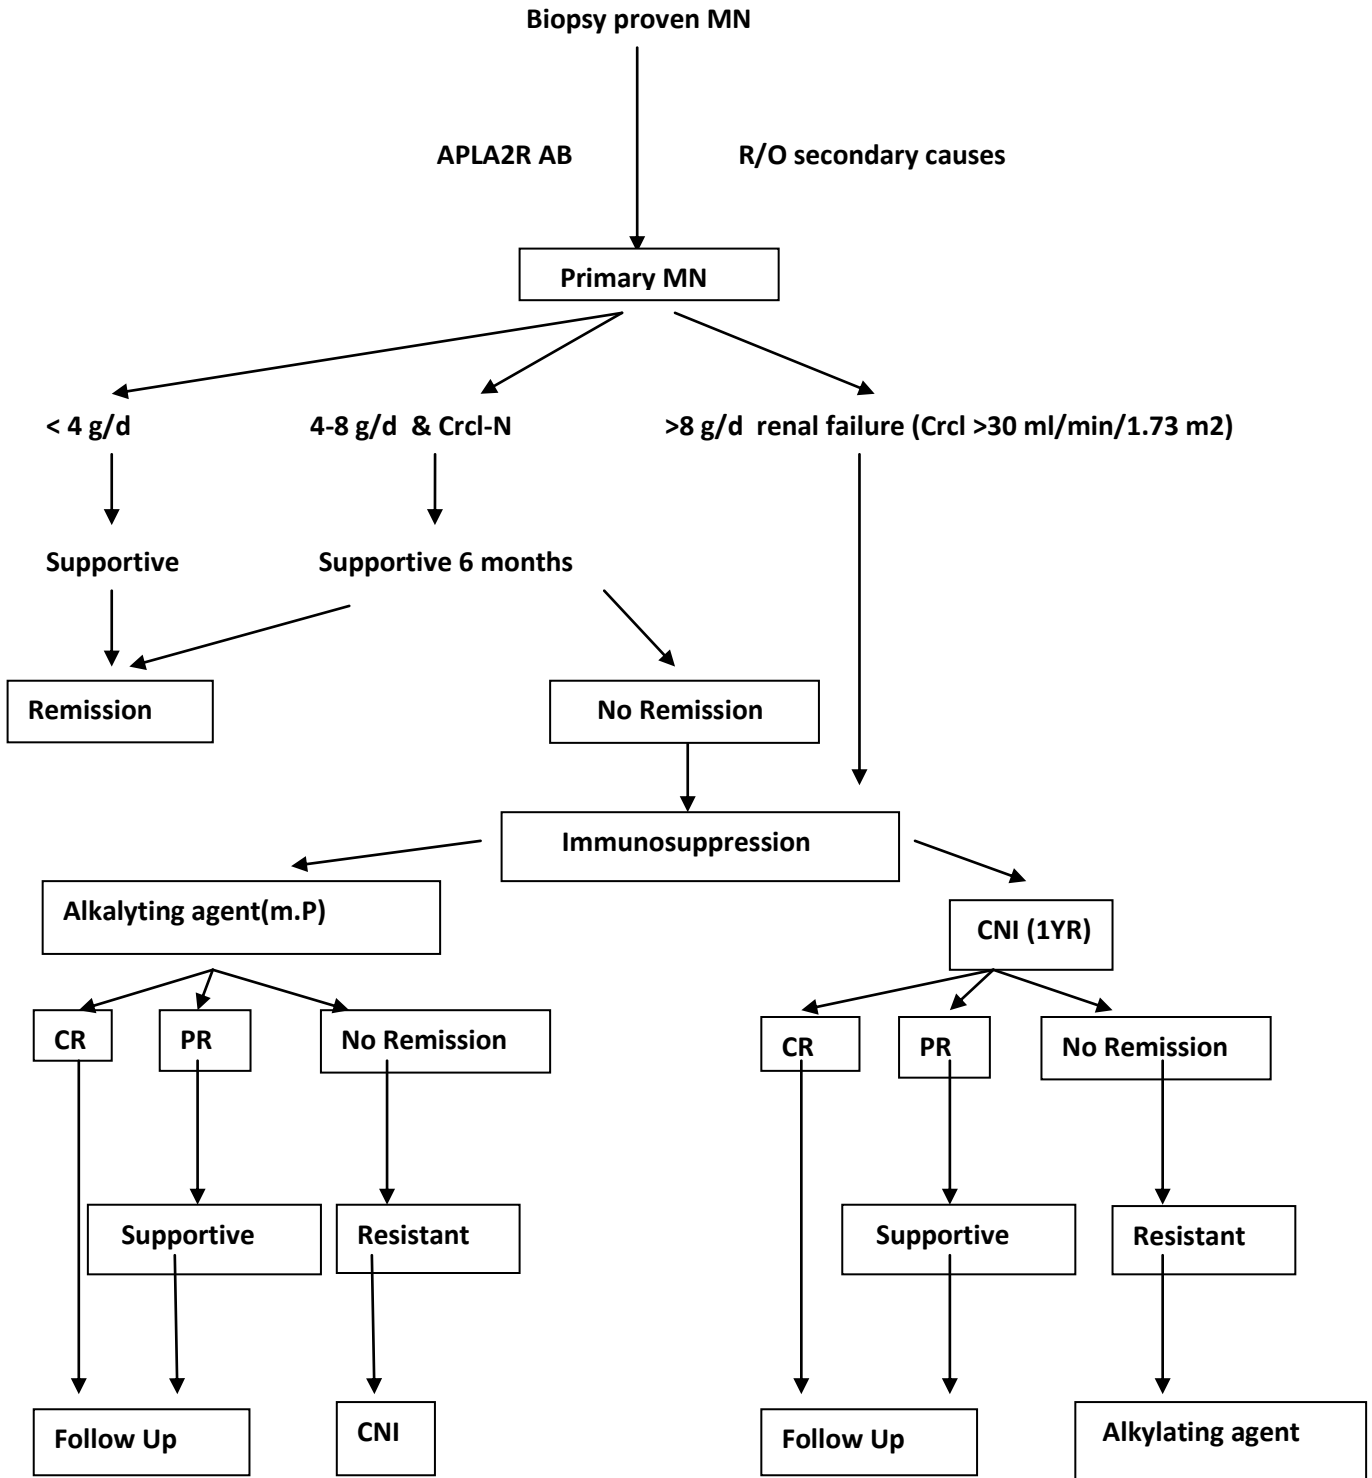 Biopsy proven MN
APLA2R AB
R/O secondary causes
Primary MN
< 4 g/d
4-8 g/d & Crcl-N
>8 g/d renal failure (Crcl >30 ml/min/1.73 m2)
Supportive
Supportive 6 months
Remission
No Remission
Immunosuppression
Alkalyting agent(m.P)
CNI (1YR)
CR
PR
No Remission
CR
PR
No Remission
Supportive
Resistant
Supportive
Resistant
Follow Up
CNI
Follow Up
Alkylating agent